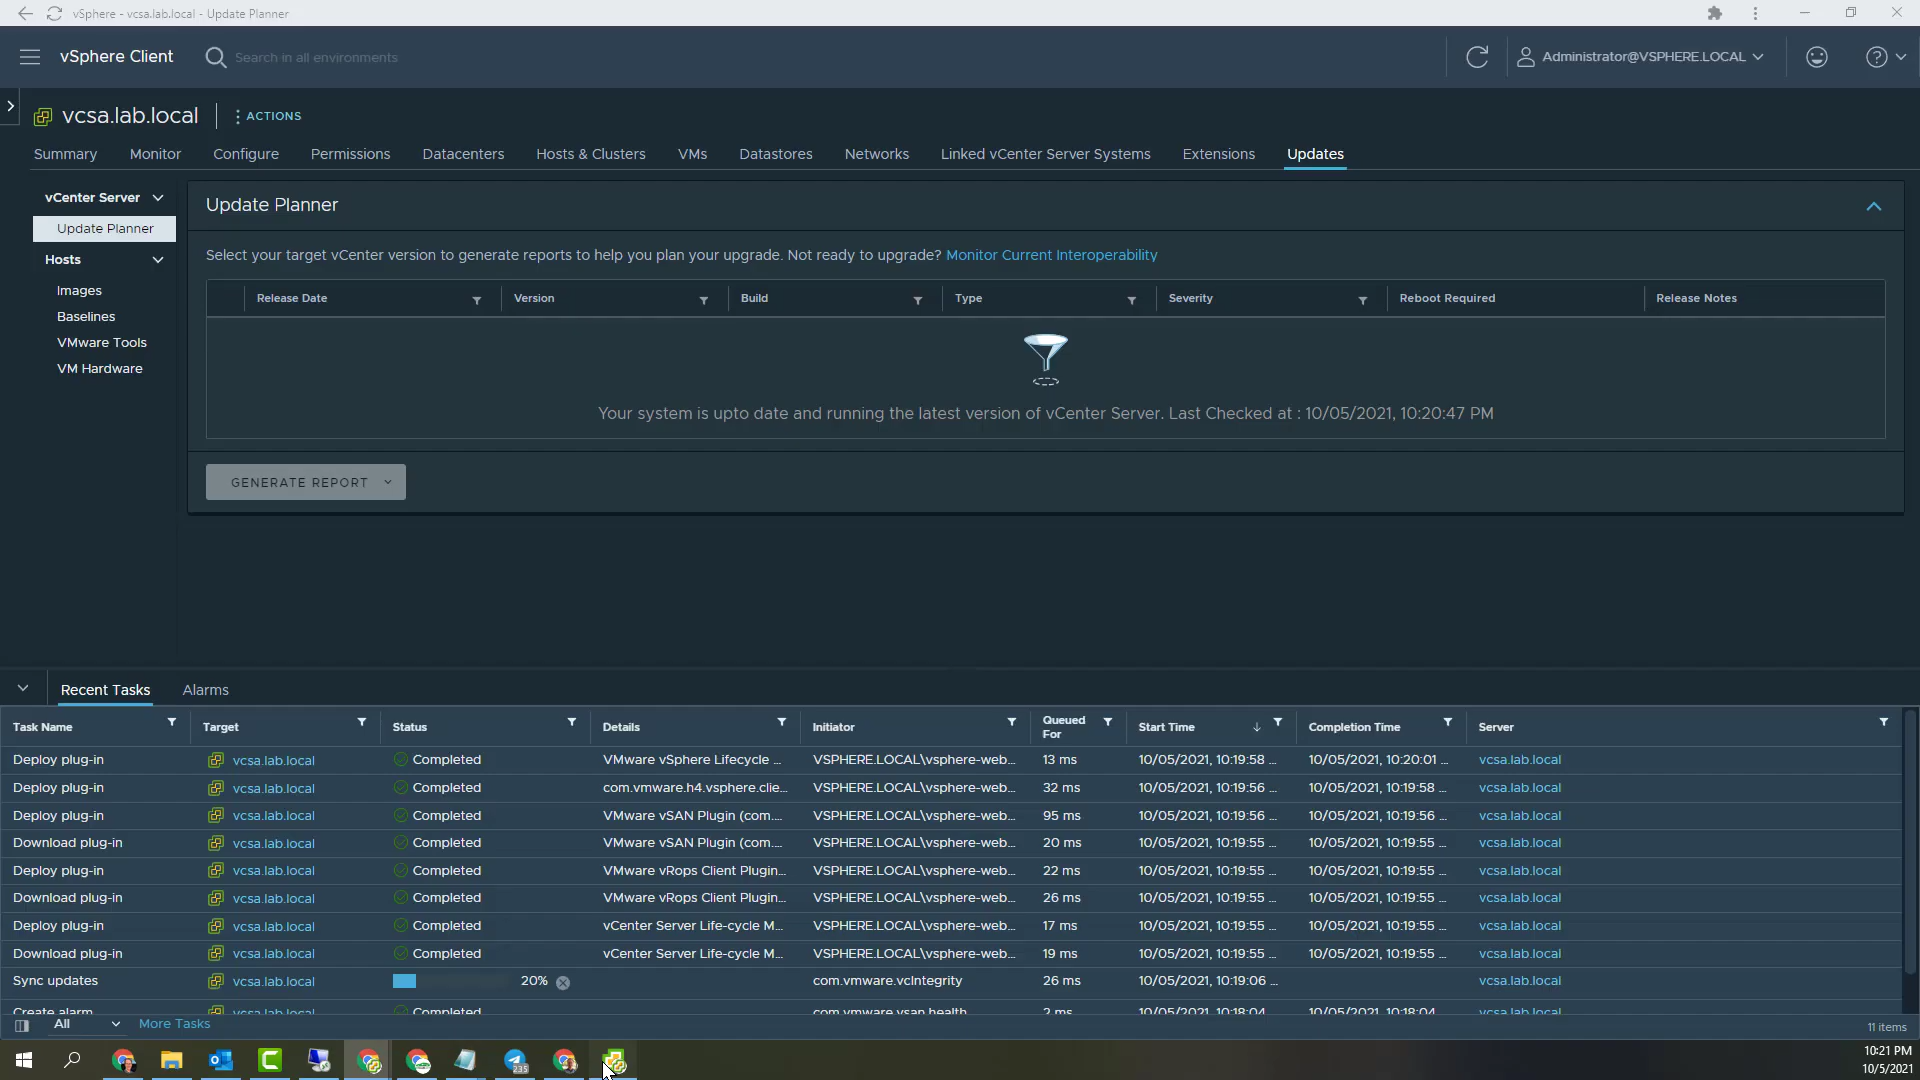 vSphere - vcsa.lab.local - Update Planner
vSphere Client
Search in all environments
Administrator@VSPHERE.LOCAL
vcsa.lab.local
ACTIONS
Summary Monitor Configure Permissions Datacenters Hosts & Clusters VMs Datastores Networks Linked vCenter Server Systems Extensions Updates
vCenter Server
Update Planner
Hosts
Images
Baselines
VMware Tools
VM Hardware
Update Planner
Select your target vCenter version to generate reports to help you plan your upgrade. Not ready to upgrade? Monitor Current Interoperability
Release Date Version Build Type Severity Reboot Required Release Notes
Your system is upto date and running the latest version of vCenter Server. Last Checked at : 10/05/2021, 10:20:47 PM
GENERATE REPORT
Recent Tasks Alarms
Task Name Target Status Details Initiator Queued For Start Time Completion Time Server
Deploy plug-in vcsa.lab.local Completed VMware vSphere Lifecycle ... VSPHERE.LOCAL\vsphere-web... 13 ms 10/05/2021, 10:19:58 ... 10/05/2021, 10:20:01 ... vcsa.lab.local
Deploy plug-in vcsa.lab.local Completed com.vmware.h4.vsphere.clie... VSPHERE.LOCAL\vsphere-web... 32 ms 10/05/2021, 10:19:56 ... 10/05/2021, 10:19:58 ... vcsa.lab.local
Deploy plug-in vcsa.lab.local Completed VMware vSAN Plugin (com.... VSPHERE.LOCAL\vsphere-web... 95 ms 10/05/2021, 10:19:56 ... 10/05/2021, 10:19:56 ... vcsa.lab.local
Download plug-in vcsa.lab.local Completed VMware vSAN Plugin (com.... VSPHERE.LOCAL\vsphere-web... 20 ms 10/05/2021, 10:19:55 ... 10/05/2021, 10:19:55 ... vcsa.lab.local
Deploy plug-in vcsa.lab.local Completed VMware vRops Client Plugin... VSPHERE.LOCAL\vsphere-web... 22 ms 10/05/2021, 10:19:55 ... 10/05/2021, 10:19:55 ... vcsa.lab.local
Download plug-in vcsa.lab.local Completed VMware vRops Client Plugin... VSPHERE.LOCAL\vsphere-web... 26 ms 10/05/2021, 10:19:55 ... 10/05/2021, 10:19:55 ... vcsa.lab.local
Deploy plug-in vcsa.lab.local Completed vCenter Server Life-cycle M... VSPHERE.LOCAL\vsphere-web... 17 ms 10/05/2021, 10:19:55 ... 10/05/2021, 10:19:55 ... vcsa.lab.local
Download plug-in vcsa.lab.local Completed vCenter Server Life-cycle M... VSPHERE.LOCAL\vsphere-web... 19 ms 10/05/2021, 10:19:55 ... 10/05/2021, 10:19:55 ... vcsa.lab.local
Sync updates vcsa.lab.local 20% com.vmware.vcIntegrity 26 ms 10/05/2021, 10:19:06 ... vcsa.lab.local
Create alarm vcsa.lab.local Completed com.vmware.vsan.health 2 ms 10/05/2021, 10:18:04 10/05/2021, 10:18:04 vcsa.lab.local
All More Tasks
11 items
235
10:21 PM
10/5/2021